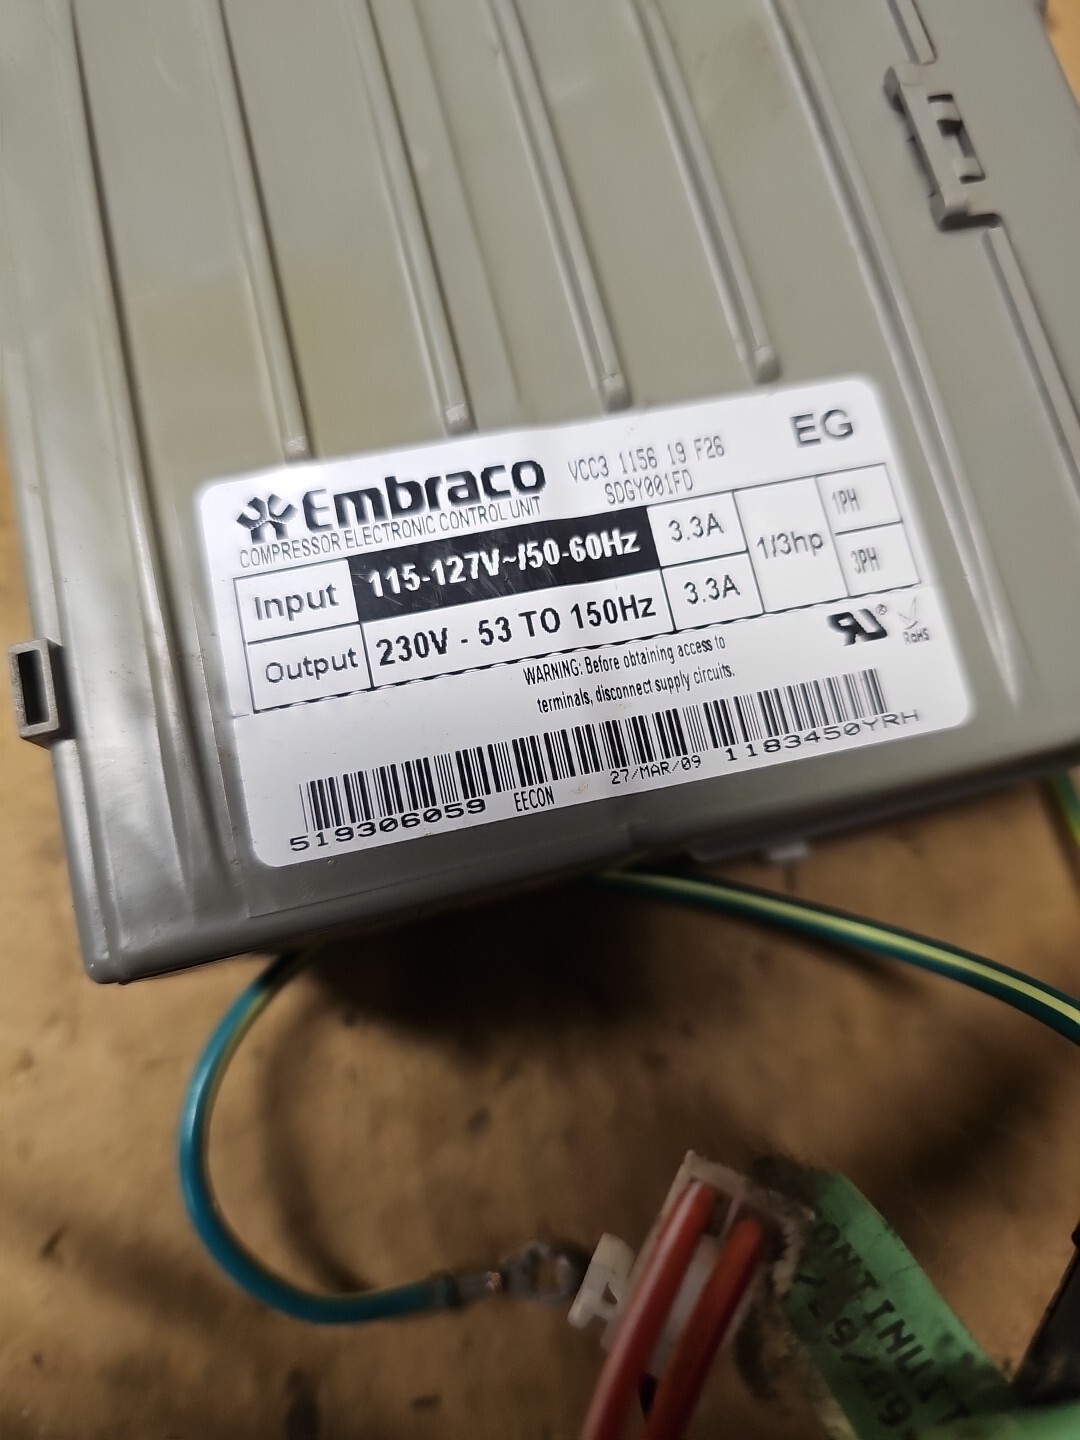 Embraco
COMPRESSOR ELECTRONIC CONTROL UNIT
VCC3 1156 19 F26
SDGY001FD
EG
Input 115-127V~/50-60Hz 3.3A 1/3hp 1PH
Output 230V - 53 TO 150Hz 3.3A 3PH
WARNING: Before obtaining access to
terminals, disconnect supply circuits.
RoHS
519306059 EECON 27/MAR/09 1183450YRH